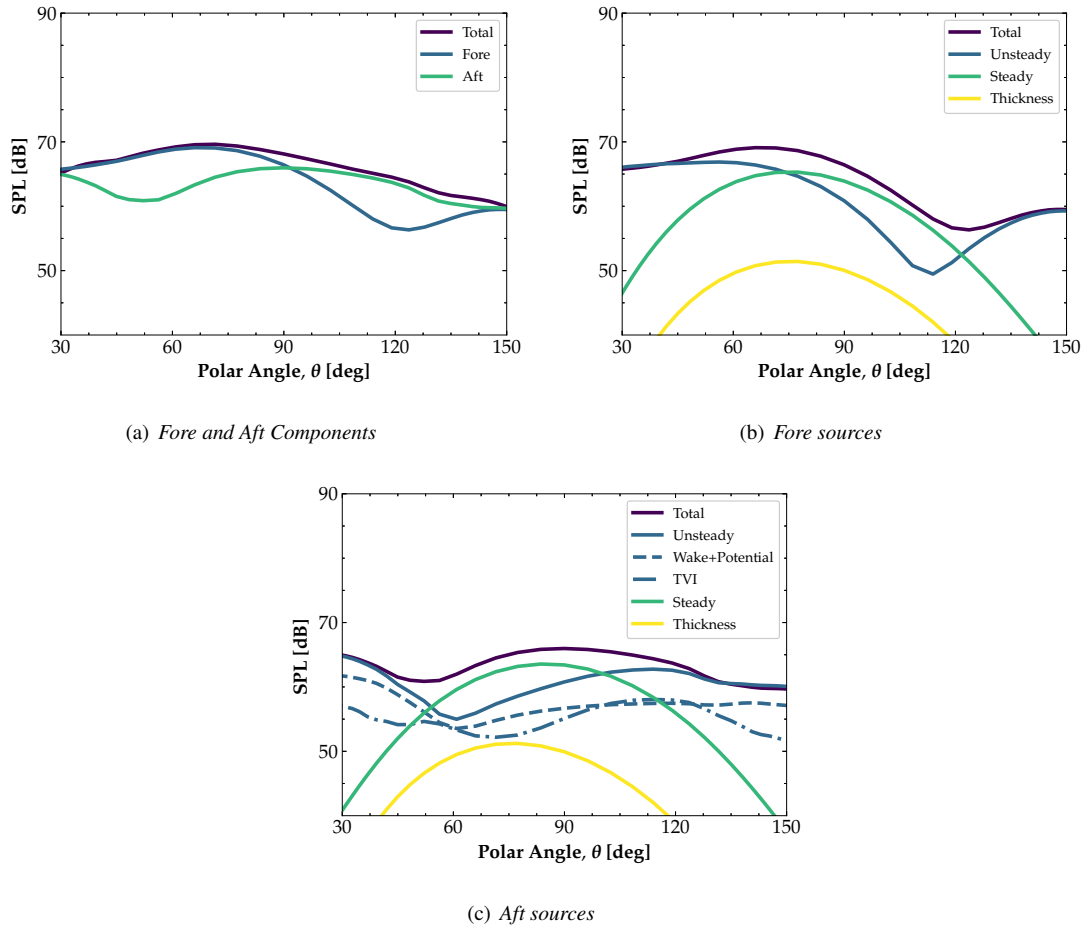 90
70
50
30 60 90 120 150
SPL [dB]
Polar Angle, θ [deg]
Total
Fore
Aft
(a) Fore and Aft Components
90
70
50
30 60 90 120 150
SPL [dB]
Polar Angle, θ [deg]
Total
Unsteady
Steady
Thickness
(b) Fore sources
90
70
50
30 60 90 120 150
SPL [dB]
Polar Angle, θ [deg]
Total
Unsteady
Wake+Potential
TVI
Steady
Thickness
(c) Aft sources